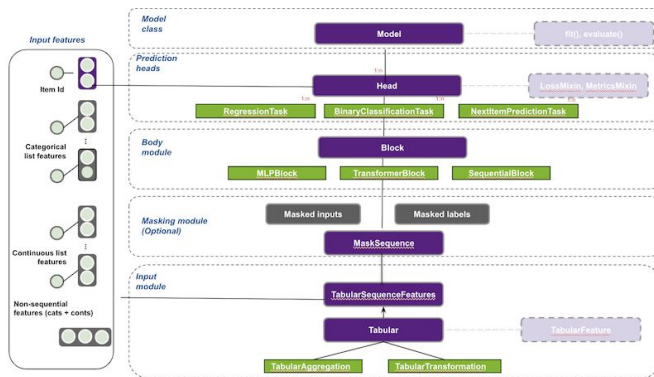 Model
class
Model
fit(), evaluate()
Input features
Prediction
heads
Item Id
Head
LossMixin, MetricsMixin
RegressionTask
BinaryClassificationTask
NextItemPredictionTask
Categorical
list features
Body
module
Block
MLPBlock
TransformerBlock
SequentialBlock
Masked inputs
Masked labels
Masking module
(Optional)
MaskSequence
Continuous list
features
Input
module
TabularSequenceFeatures
Non-sequential
features (cats + conts)
Tabular
TabularFeature
TabularAggregation
TabularTransformation